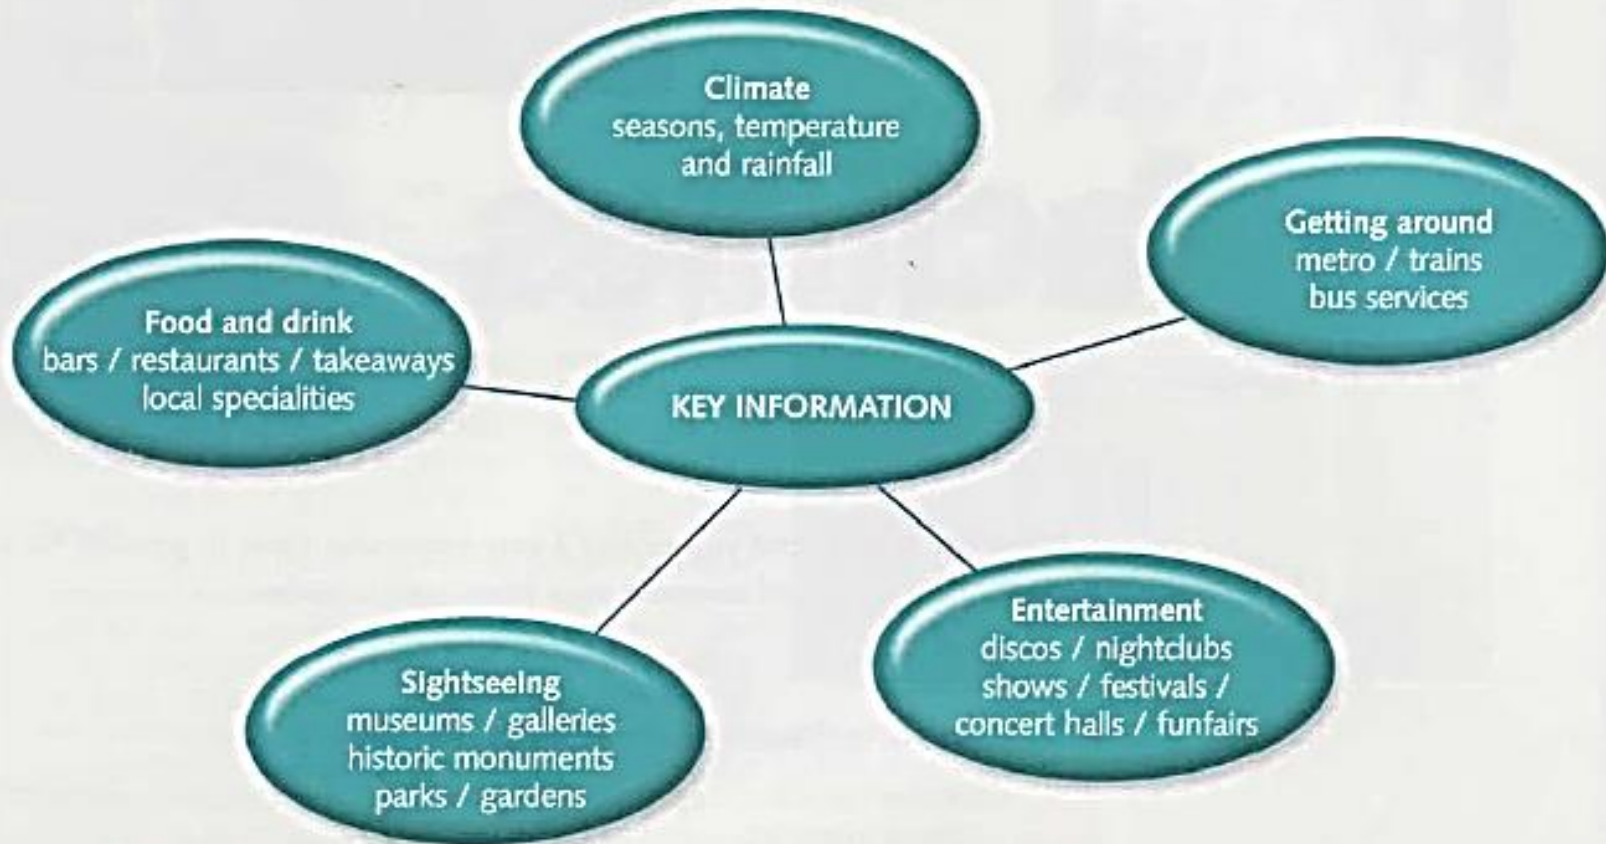 Climate
seasons, temperature
and rainfall
Getting around
metro / trains
bus services
Food and drink
bars / restaurants / takeaways
local specialities
KEY INFORMATION
Entertainment
discos / nightclubs
shows / festivals /
concert halls / funfairs
Sightseeing
museums / galleries
historic monuments
parks / gardens